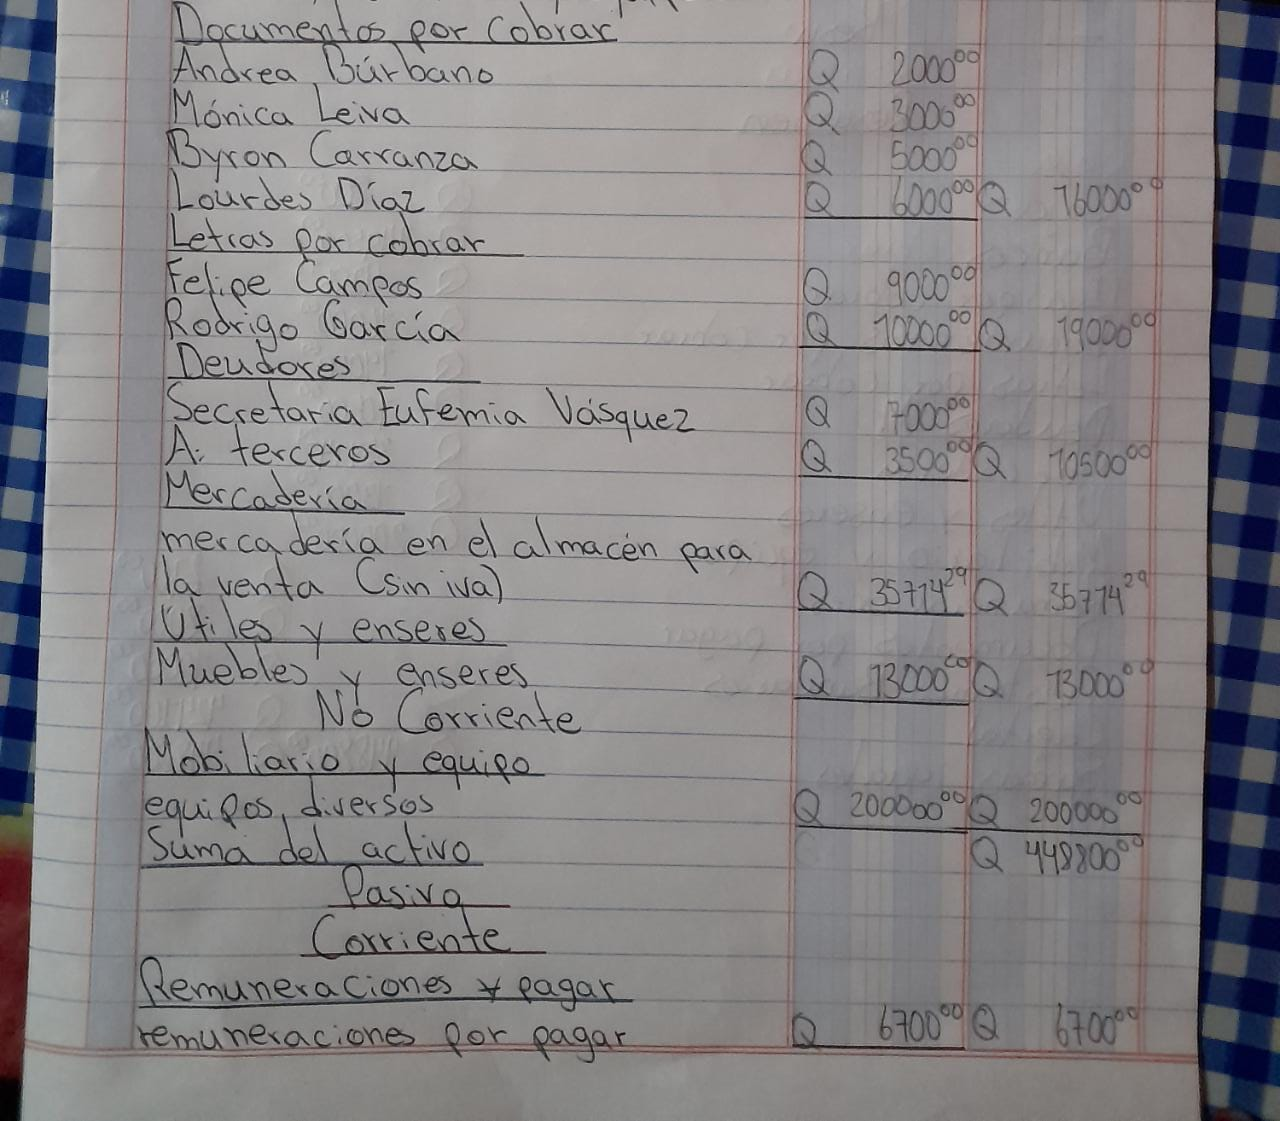 Documentos por Cobrar
Andrea Búrbano Q 2000⁰⁰
Mónica Leiva Q 3000⁰⁰
Byron Carranza Q 5000⁰⁰
Lourdes Díaz Q 6000⁰⁰ Q 16000⁰⁰
Letras por cobrar
Felipe Campos Q 9000⁰⁰
Rodrigo García Q 10000⁰⁰ Q 19000⁰⁰
Deudores
Secretaria Eufemia Vásquez Q 7000⁰⁰
A. terceros Q 3500⁰⁰ Q 10500⁰⁰
Mercadería
mercadería en el almacén para
la venta (sin iva) Q 35714²⁹ Q 35714²⁹
Utiles y enseres
Muebles y enseres Q 13000⁰⁰ Q 13000⁰⁰
No Corriente
Mobiliario y equipo
equipos diversos Q 200000⁰⁰ Q 200000⁰⁰
Suma del activo Q 448800⁰⁰
Pasivo
Corriente
Remuneraciones x pagar
remuneraciones por pagar Q 6700⁰⁰ Q 6700⁰⁰